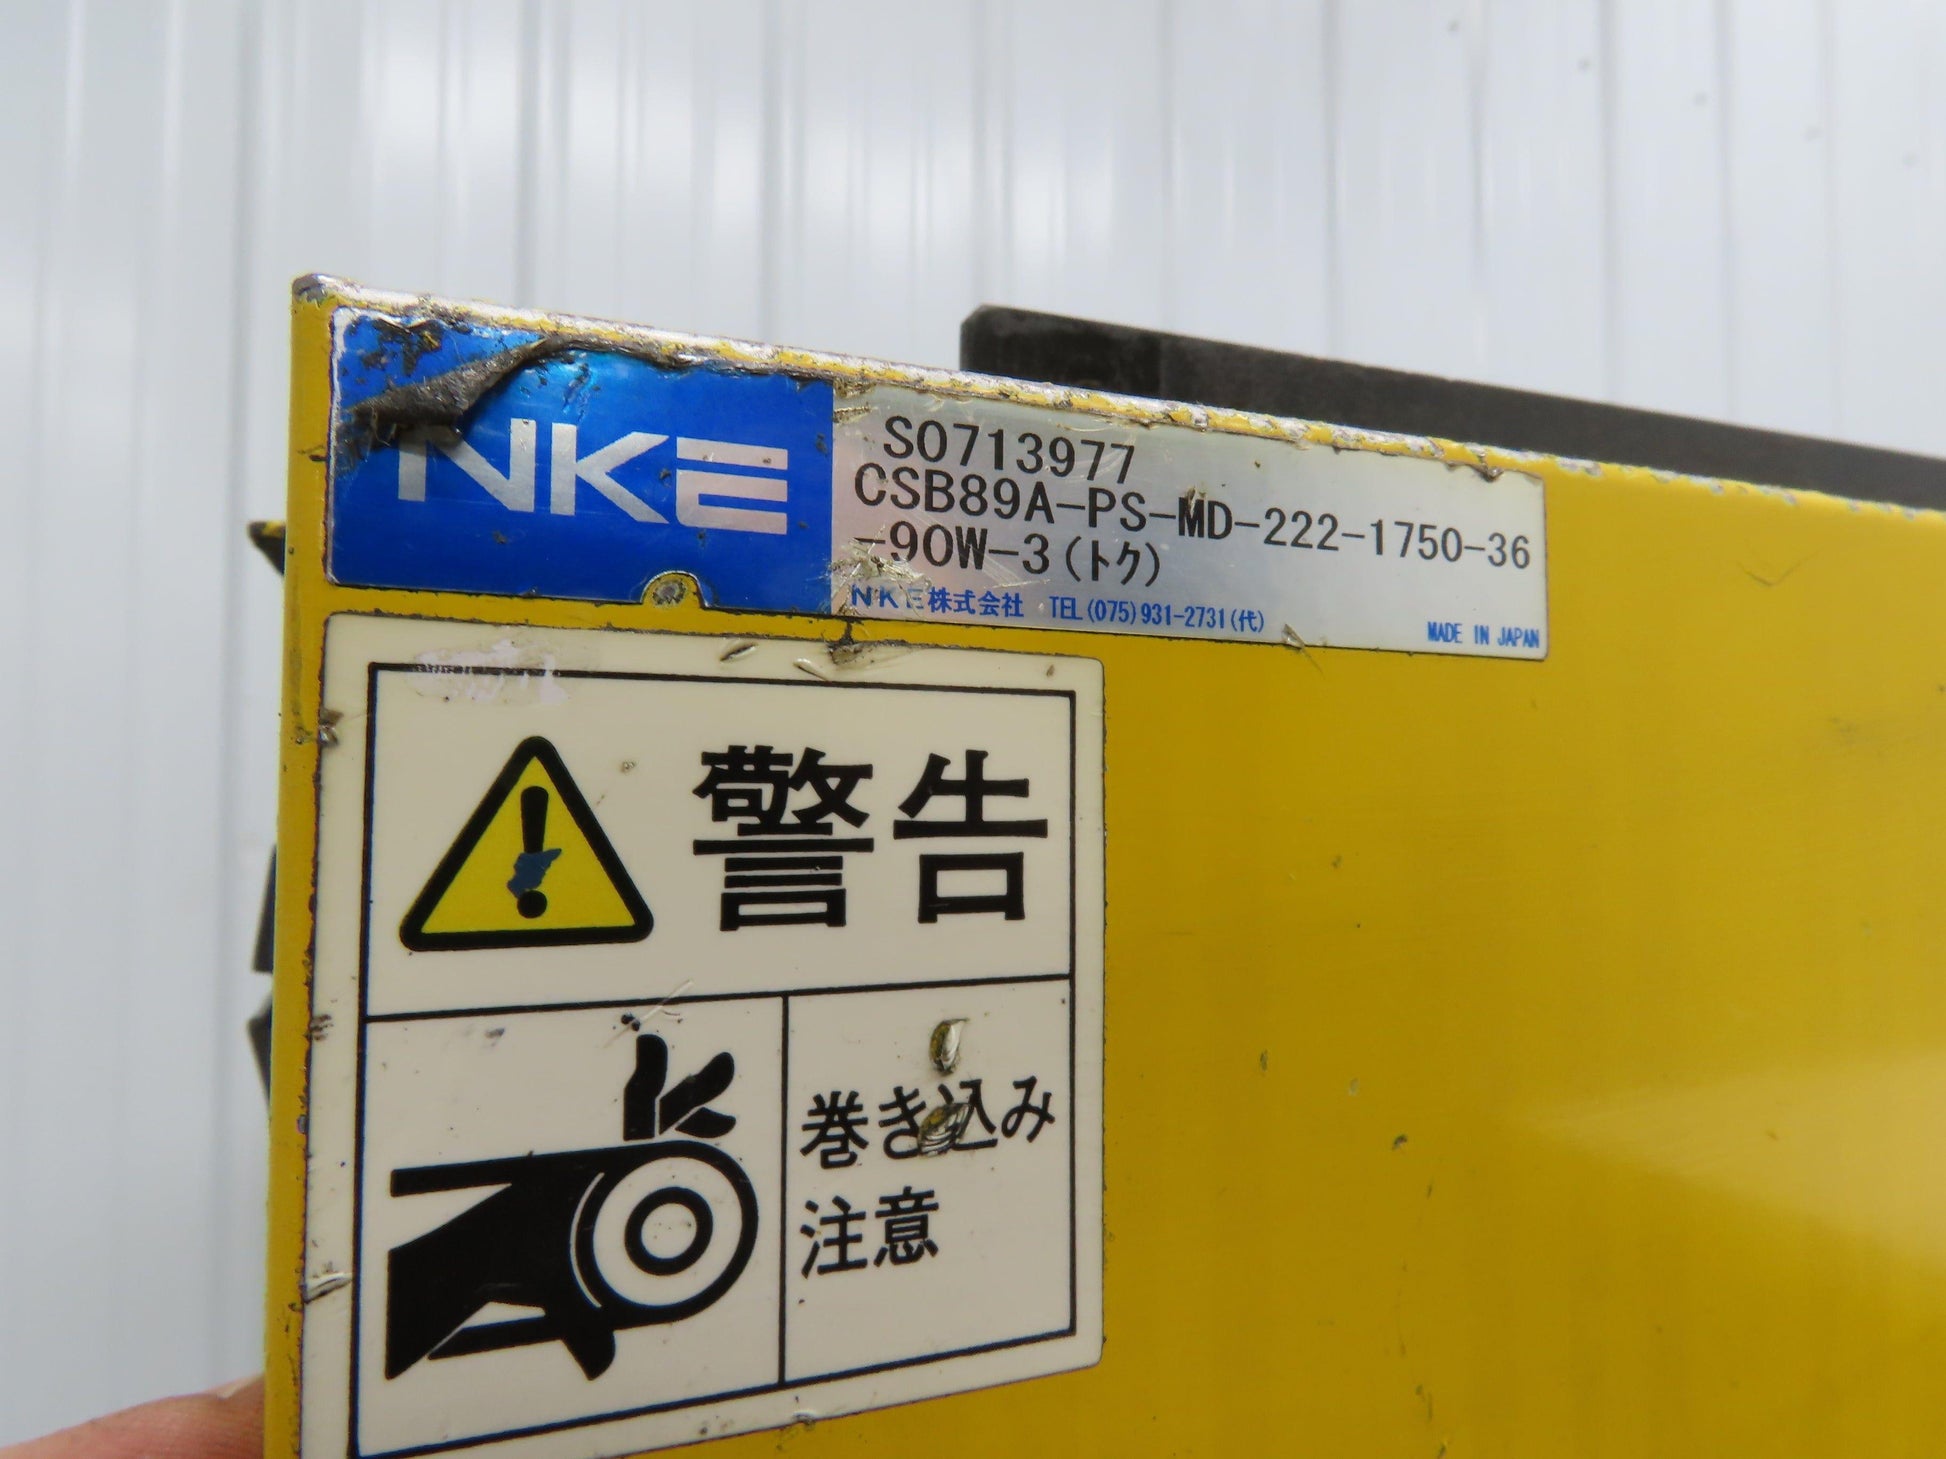 NKE
S0713977
CSB89A-PS-MD-222-1750-36
-90W-3(トク)
NKE株式会社 TEL(075)931-2731(代)
MADE IN JAPAN
警告
巻き込み
注意